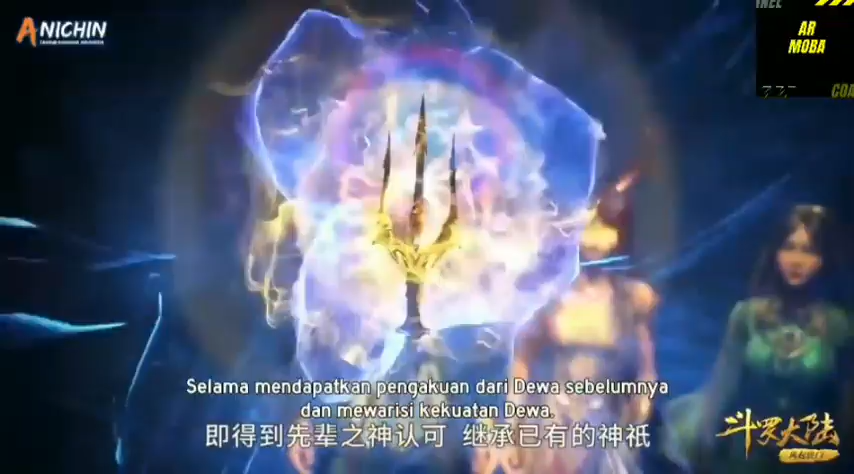 ANICHIN
AR
MOBA
Selama mendapatkan pengakuan dari Dewa sebelumnya
dan mewarisi kekuatan Dewa.
即得到先辈之神认可 继承已有的神祇
斗罗大陆